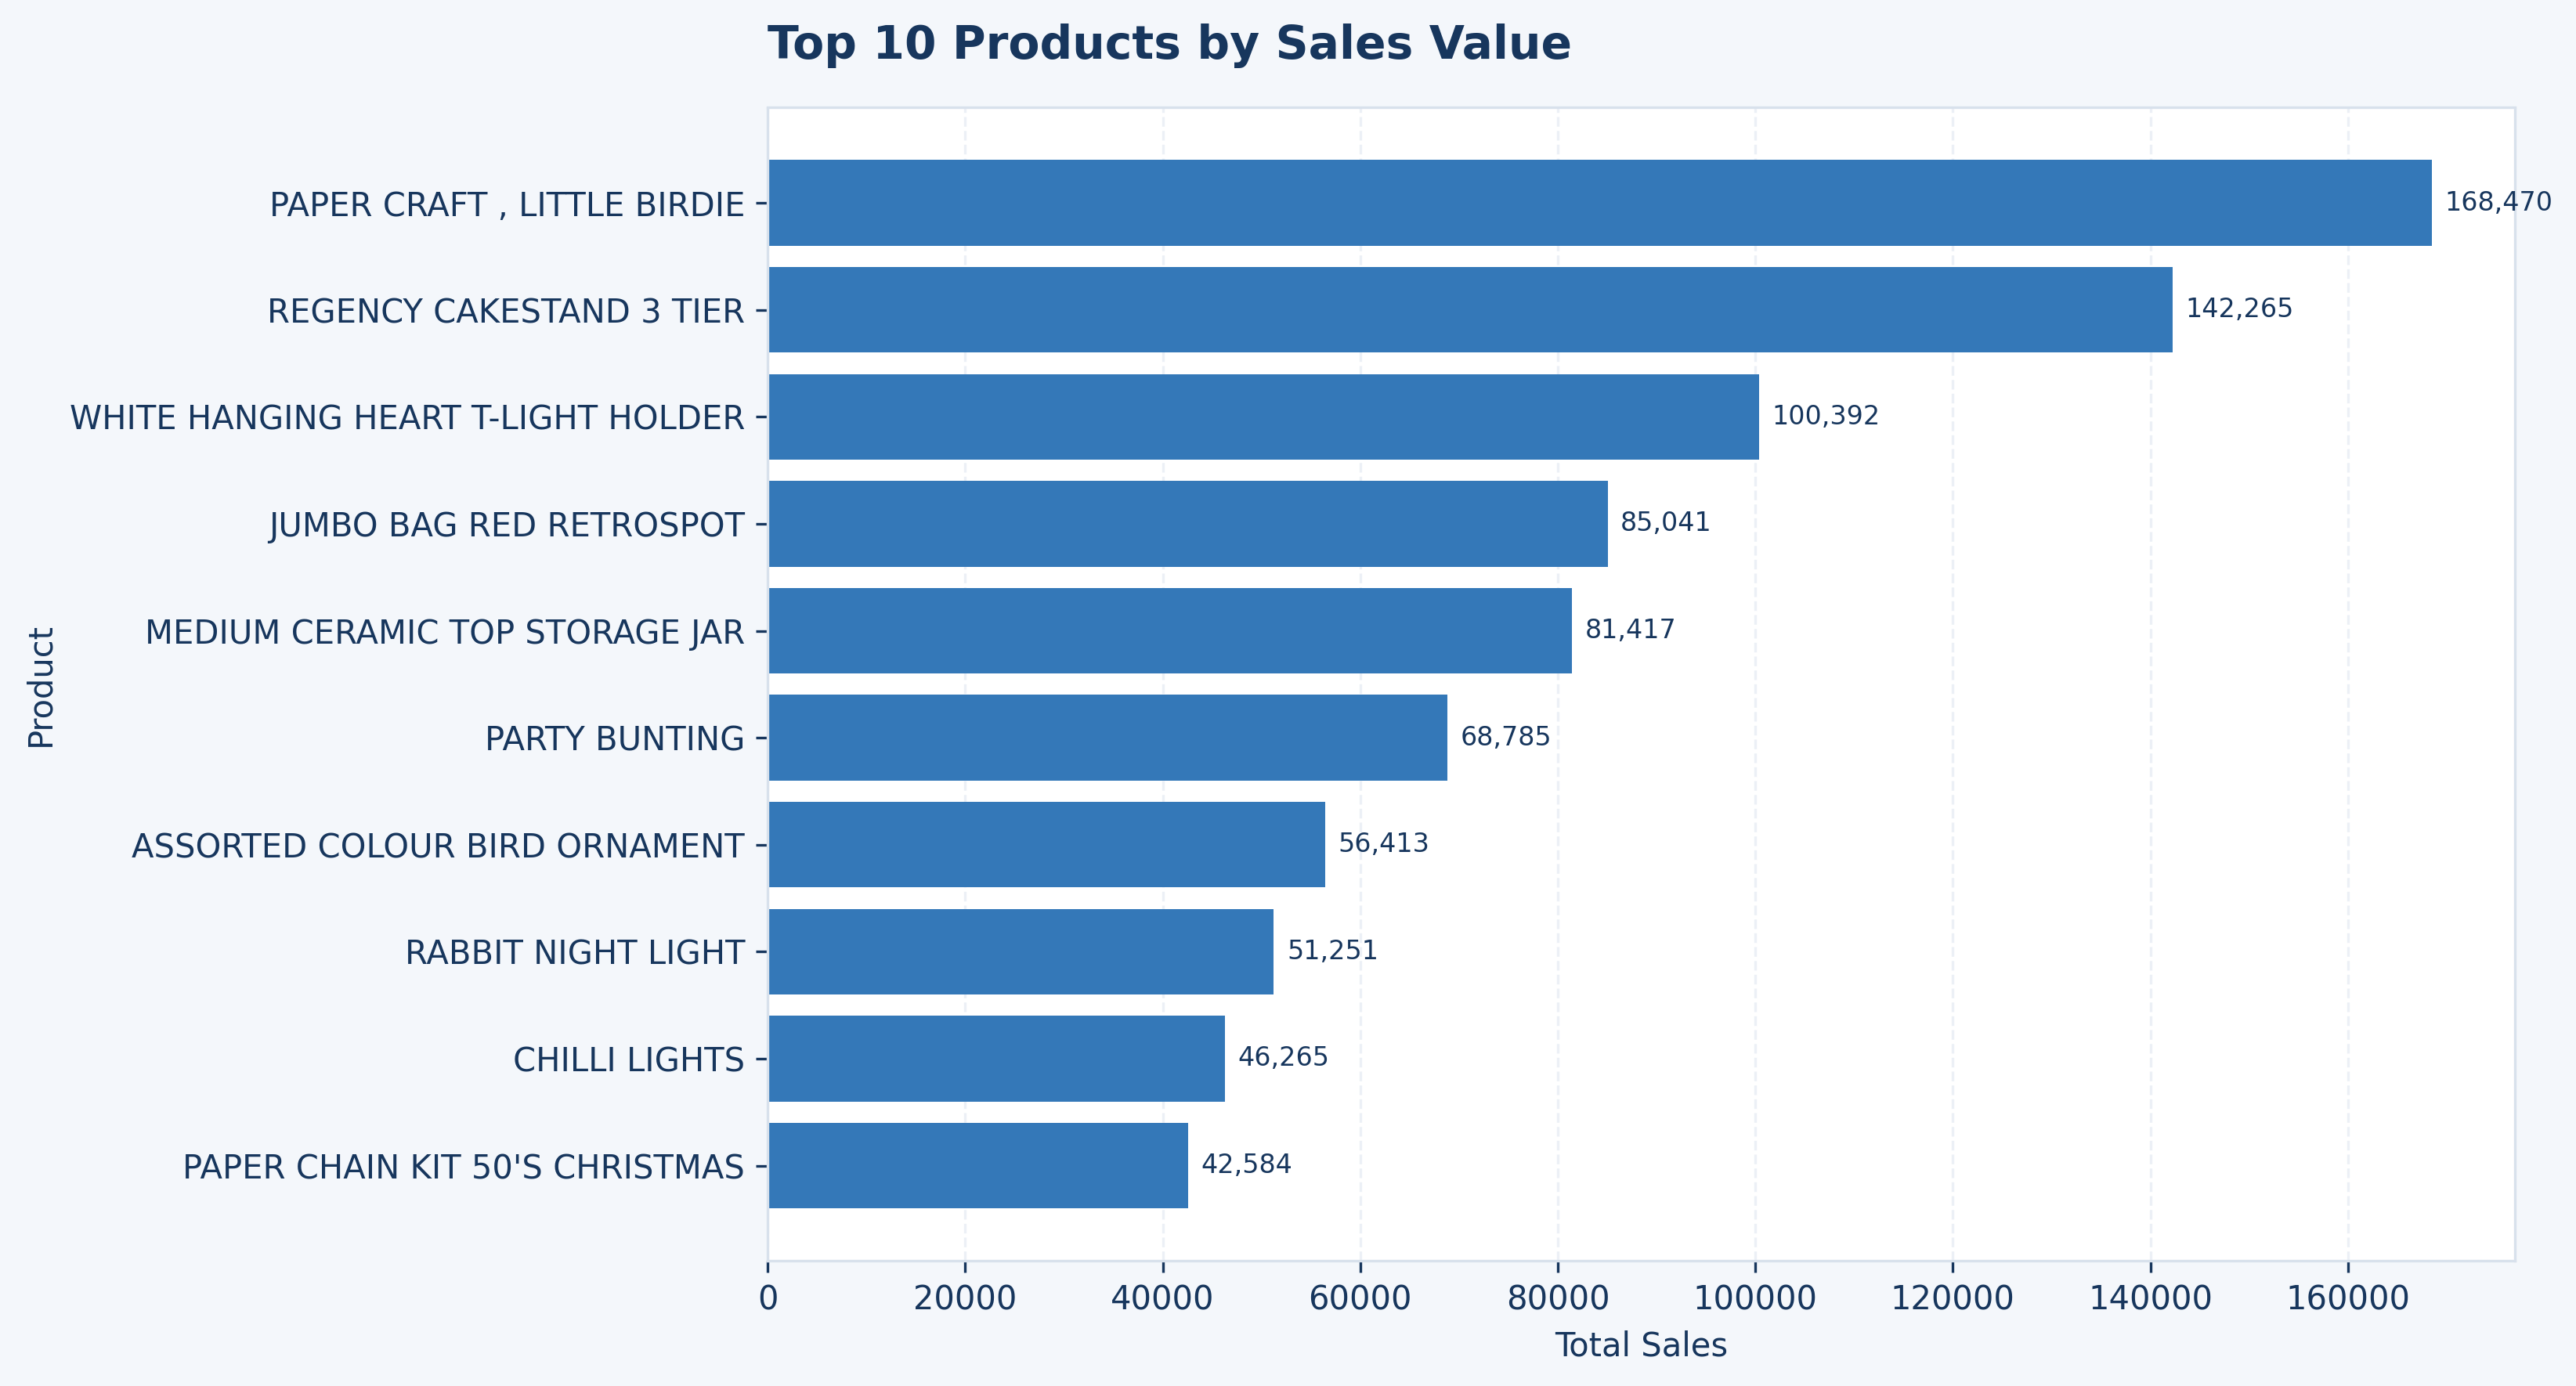 Top 10 Products by Sales Value
Product
PAPER CRAFT , LITTLE BIRDIE 168,470
REGENCY CAKESTAND 3 TIER 142,265
WHITE HANGING HEART T-LIGHT HOLDER 100,392
JUMBO BAG RED RETROSPOT 85,041
MEDIUM CERAMIC TOP STORAGE JAR 81,417
PARTY BUNTING 68,785
ASSORTED COLOUR BIRD ORNAMENT 56,413
RABBIT NIGHT LIGHT 51,251
CHILLI LIGHTS 46,265
PAPER CHAIN KIT 50'S CHRISTMAS 42,584
0 20000 40000 60000 80000 100000 120000 140000 160000
Total Sales